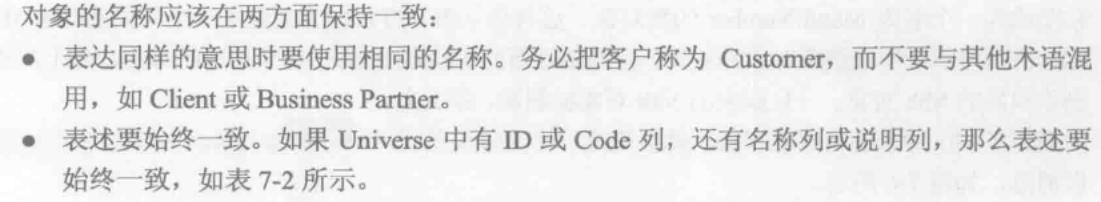 对象的名称应该在两方面保持一致：
● 表达同样的意思时要使用相同的名称。务必把客户称为 Customer，而不要与其他术语混
用，如 Client 或 Business Partner。
● 表述要始终一致。如果 Universe 中有 ID 或 Code 列，还有名称列或说明列，那么表述要
始终一致，如表 7-2 所示。